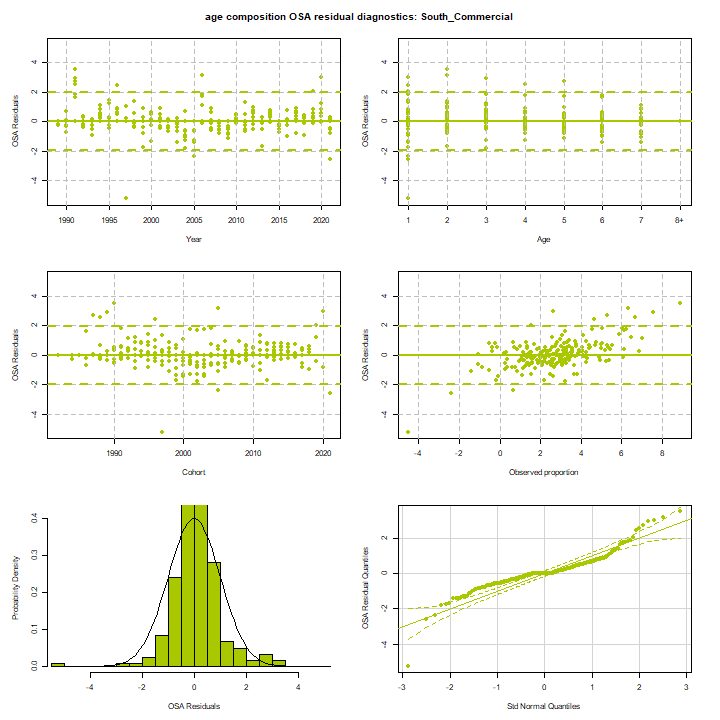 age composition OSA residual diagnostics: South_Commercial
OSA Residuals
4
2
0
-2
-4
1990 1995 2000 2005 2010 2015 2020
Year
OSA Residuals
4
2
0
-2
-4
1 2 3 4 5 6 7 8+
Age
OSA Residuals
4
2
0
-2
-4
1990 2000 2010 2020
Cohort
OSA Residuals
4
2
0
-2
-4
-4 -2 0 2 4 6 8
Observed proportion
Probability Density
0.4
0.3
0.2
0.1
0.0
-4 -2 0 2 4
OSA Residuals
OSA Residual Quantiles
2
0
-2
-4
-3 -2 -1 0 1 2 3
Std Normal Quantiles